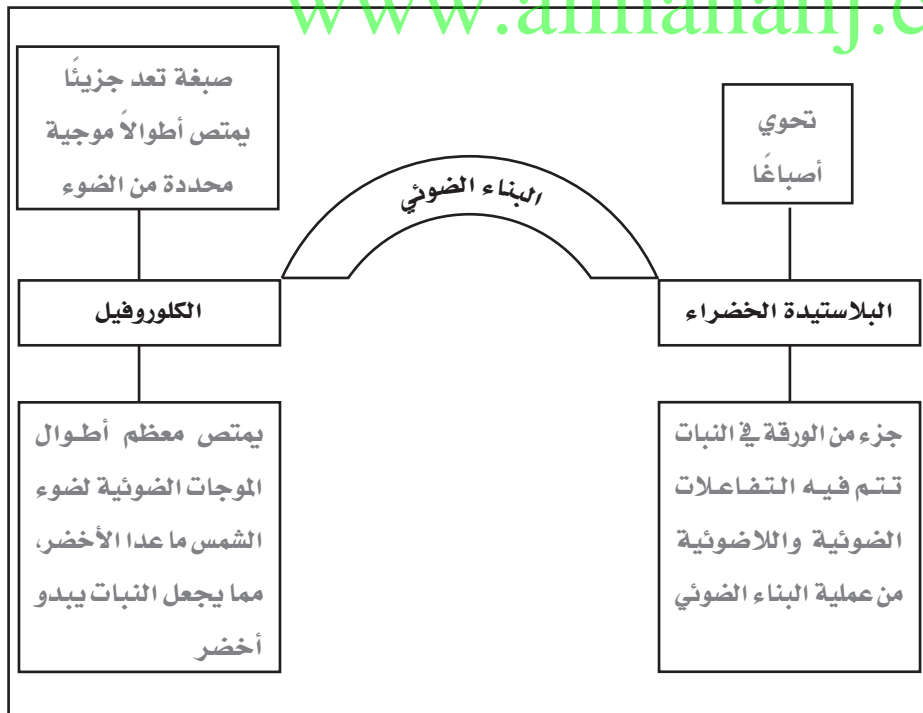 www.almanahj.c
تحوي
أصباغًا
صبغة تعد جزيئًا
يمتص أطوالاً موجية
محددة من الضوء
البناء الضوئي
البلاستيدة الخضراء
الكلوروفيل
جزء من الورقة في النبات
تتم فيه التفاعلات
الضوئية واللاضوئية
من عملية البناء الضوئي
يمتص معظم أطوال
الموجات الضوئية لضوء
الشمس ما عدا الأخضر،
مما يجعل النبات يبدو
أخضر